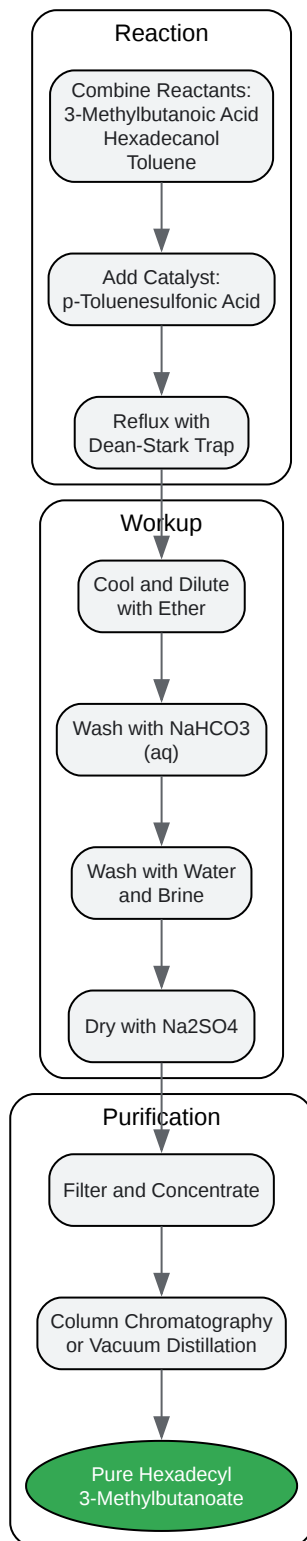 Reaction
Combine Reactants:
3-Methylbutanoic Acid
Hexadecanol
Toluene
Add Catalyst:
p-Toluenesulfonic Acid
Reflux with
Dean-Stark Trap
Workup
Cool and Dilute
with Ether
Wash with NaHCO3
(aq)
Wash with Water
and Brine
Dry with Na2SO4
Purification
Filter and Concentrate
Column Chromatography
or Vacuum Distillation
Pure Hexadecyl
3-Methylbutanoate